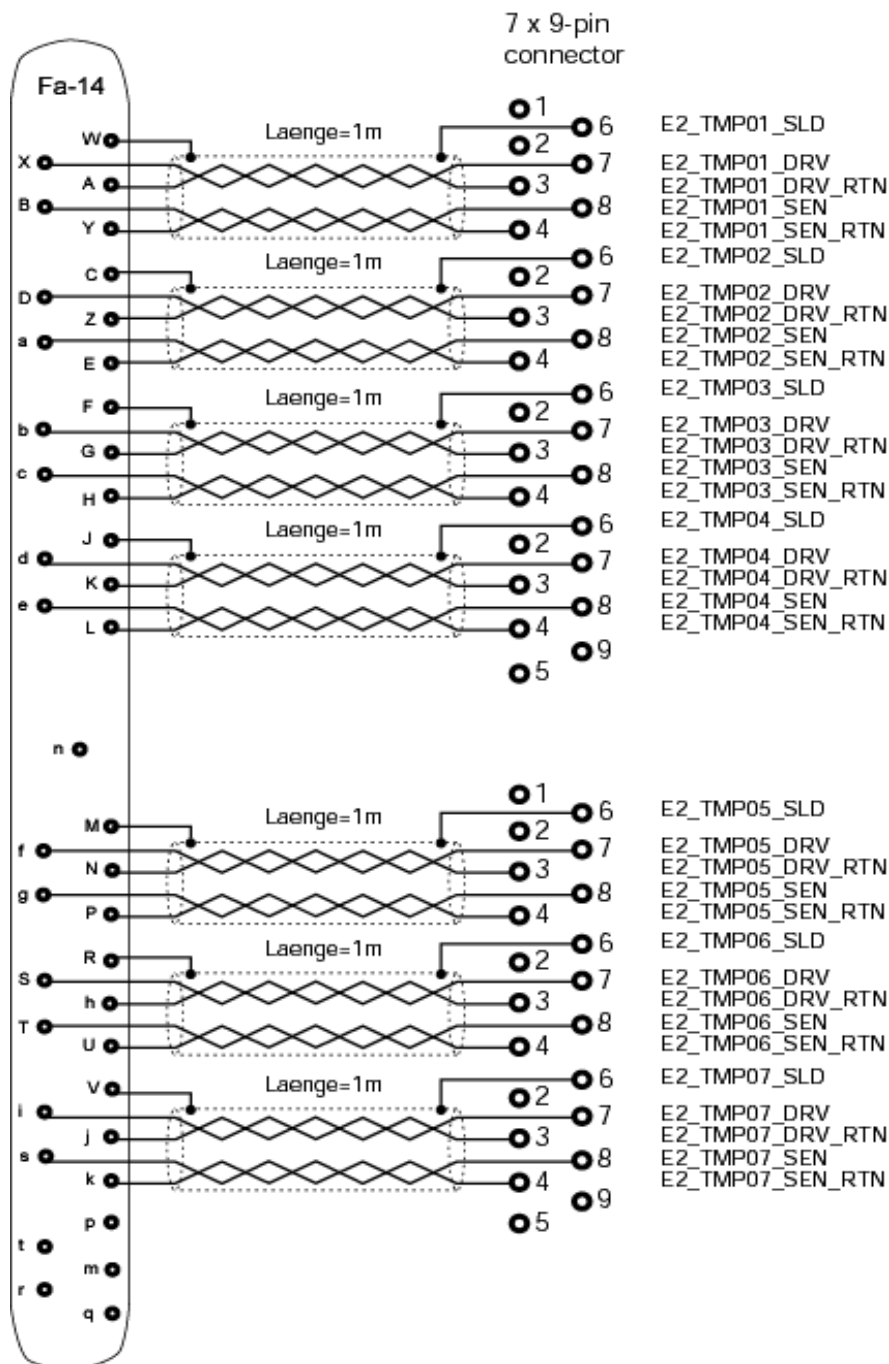 7 x 9-pin
connector
Fa-14
1
W Laenge=1m 6 E2_TMP01_SLD
2
X 7 E2_TMP01_DRV
A 3 E2_TMP01_DRV_RTN
B 8 E2_TMP01_SEN
Y 4 E2_TMP01_SEN_RTN
C Laenge=1m 6 E2_TMP02_SLD
2
D 7 E2_TMP02_DRV
Z 3 E2_TMP02_DRV_RTN
a 8 E2_TMP02_SEN
E 4 E2_TMP02_SEN_RTN
F Laenge=1m 6 E2_TMP03_SLD
2
b 7 E2_TMP03_DRV
G 3 E2_TMP03_DRV_RTN
c 8 E2_TMP03_SEN
H 4 E2_TMP03_SEN_RTN
J Laenge=1m 6 E2_TMP04_SLD
2
d 7 E2_TMP04_DRV
K 3 E2_TMP04_DRV_RTN
e 8 E2_TMP04_SEN
L 4 E2_TMP04_SEN_RTN
9
5
n
1
M Laenge=1m 6 E2_TMP05_SLD
2
f 7 E2_TMP05_DRV
N 3 E2_TMP05_DRV_RTN
g 8 E2_TMP05_SEN
P 4 E2_TMP05_SEN_RTN
R Laenge=1m 6 E2_TMP06_SLD
2
S 7 E2_TMP06_DRV
h 3 E2_TMP06_DRV_RTN
T 8 E2_TMP06_SEN
U 4 E2_TMP06_SEN_RTN
V Laenge=1m 6 E2_TMP07_SLD
2
i 7 E2_TMP07_DRV
j 3 E2_TMP07_DRV_RTN
s 8 E2_TMP07_SEN
k 4 E2_TMP07_SEN_RTN
9
p 5
t
m
r
q